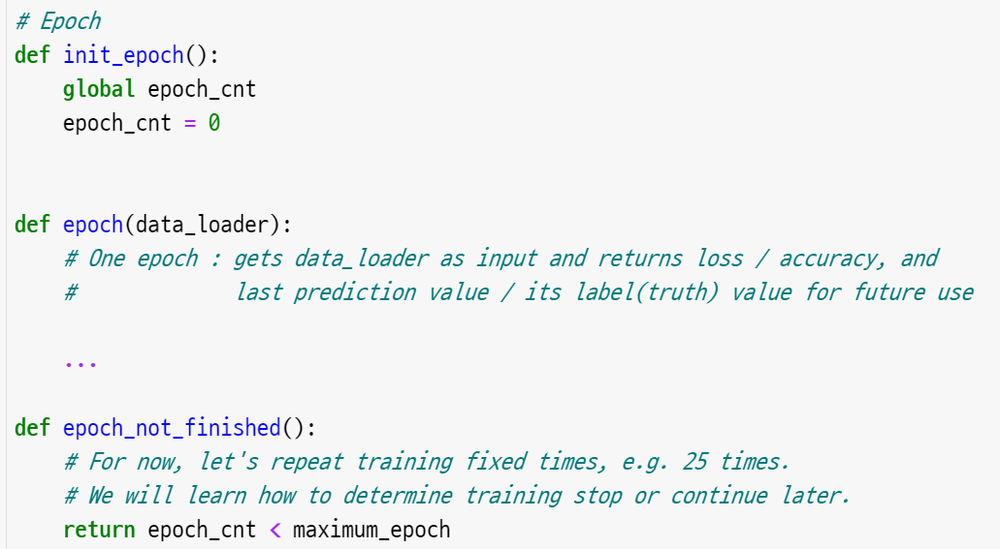 # Epoch
def init_epoch():
    global epoch_cnt
    epoch_cnt = 0
def epoch(data_loader):
    # One epoch : gets data_loader as input and returns loss / accuracy, and
    #             last prediction value / its label(truth) value for future use
    ...
def epoch_not_finished():
    # For now, let's repeat training fixed times, e.g. 25 times.
    # We will learn how to determine training stop or continue later.
    return epoch_cnt < maximum_epoch